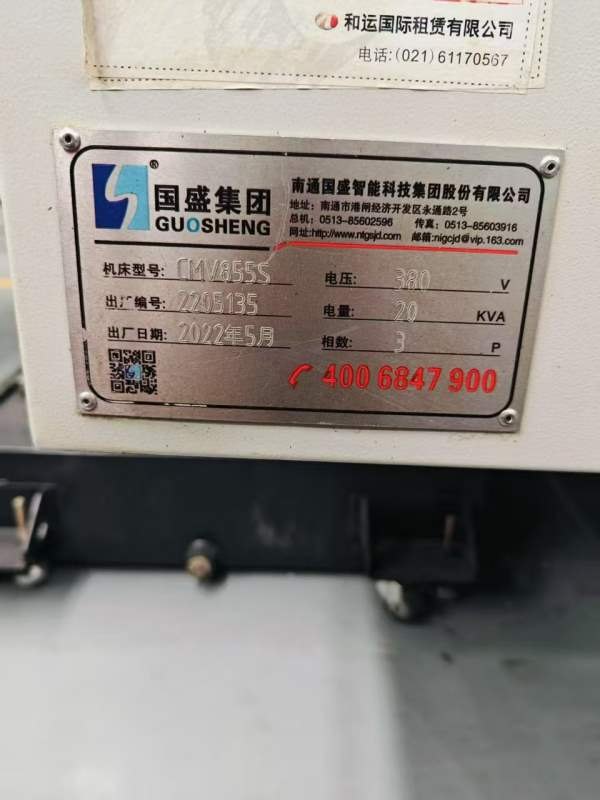 和运国际租赁有限公司
电话:(021)61170567
国盛集团
GUOSHENG
南通国盛智能科技集团股份有限公司
地址：南通市港闸经济开发区永通路2号
总机：0513-85602596 传真：0513-85603916
网址:http://www.ntgsjd.com 邮箱:ntgcjd@vip.163.com
机床型号: CMV855S 电压: 380 V
出厂编号: 2205135 电量: 20 KVA
出厂日期: 2022年5月 相数: 3 P
400 6847 900